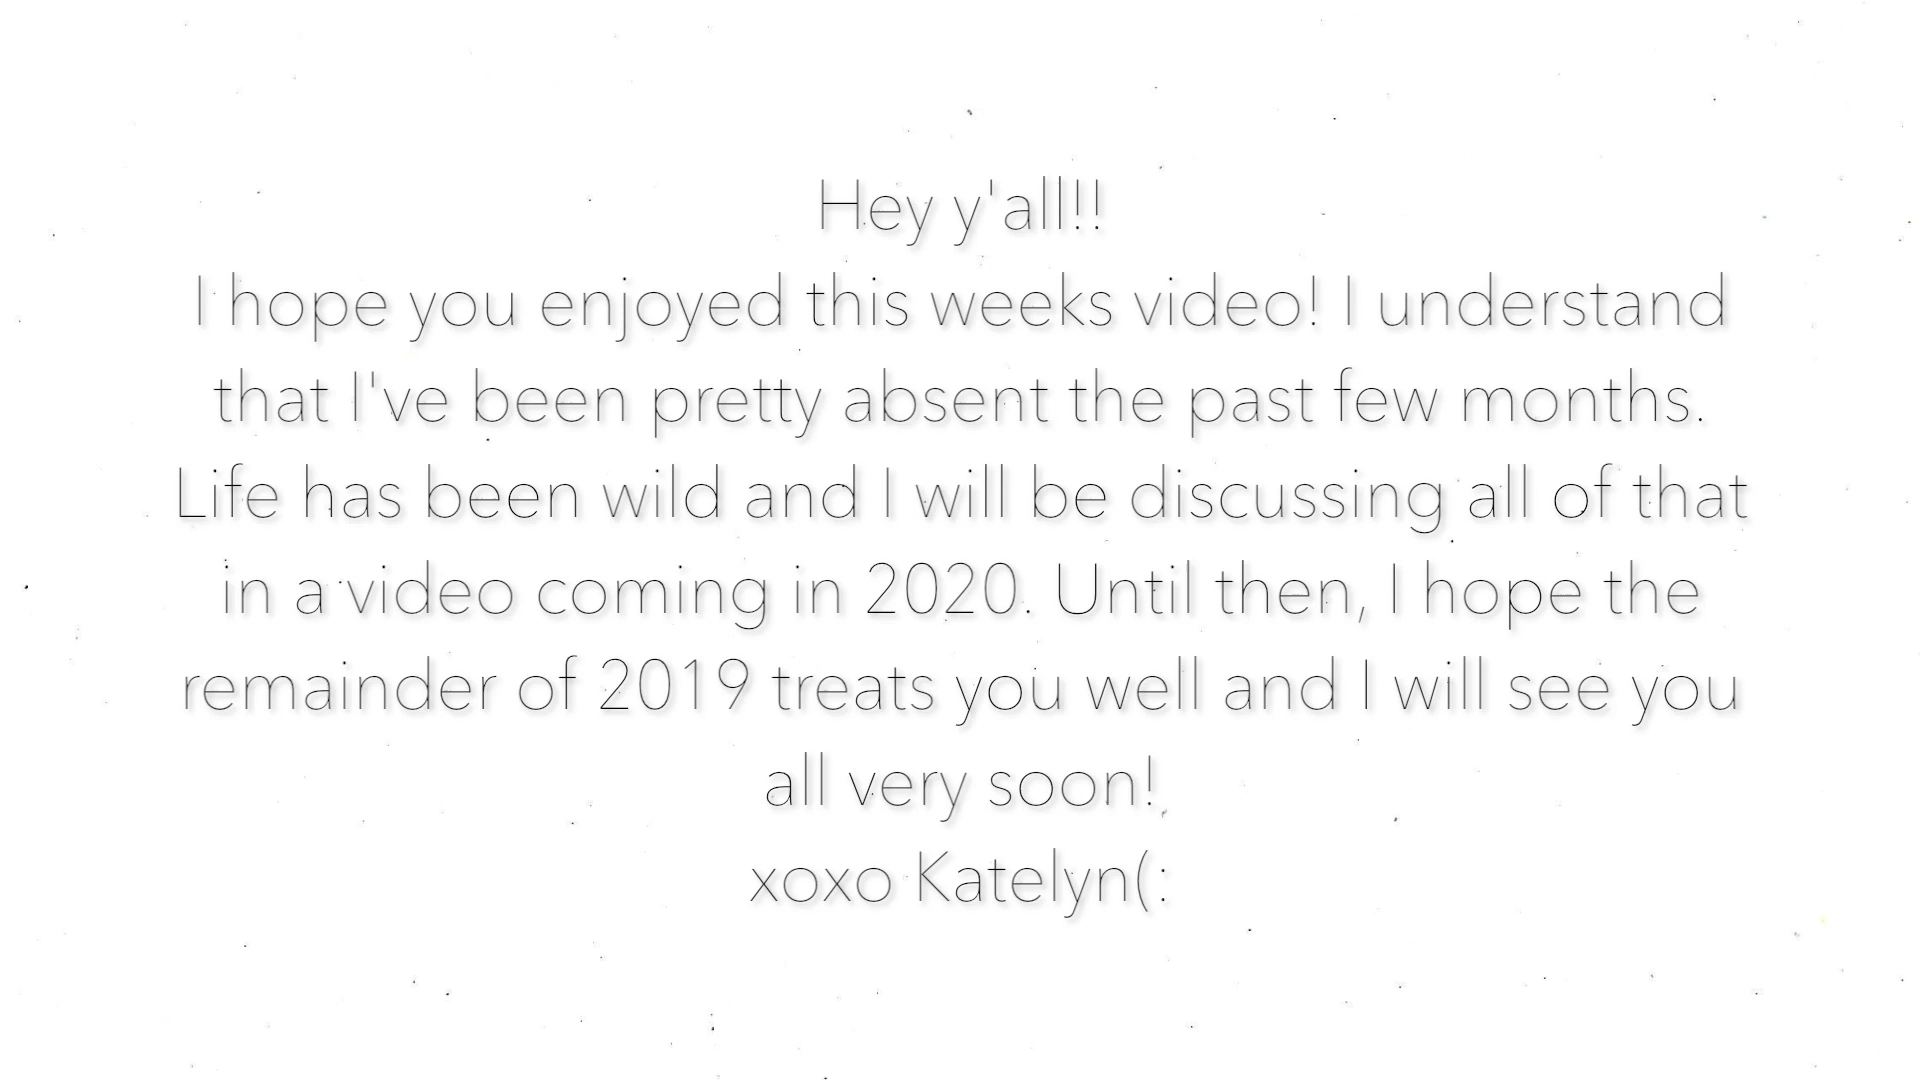 Hey y'all!!
I hope you enjoyed this weeks video! I understand
that I've been pretty absent the past few months.
Life has been wild and I will be discussing all of that
in a video coming in 2020. Until then, I hope the
remainder of 2019 treats you well and I will see you
all very soon!
xoxo Katelyn(: